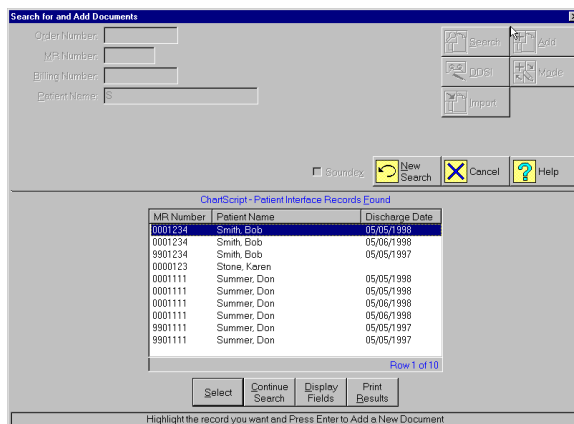 Search for and Add Documents
Order Number:
MR Number:
Billing Number:
Patient Name: S
Search
Add
DDSI
Mode
Import
Soundex
New Search
Cancel
Help
ChartScript - Patient Interface Records Found
MR Number Patient Name Discharge Date
0001234 Smith, Bob 05/05/1998
0001234 Smith, Bob 05/06/1998
9901234 Smith, Bob 05/05/1997
0000123 Stone, Karen
0001111 Summer, Don 05/05/1998
0001111 Summer, Don 05/05/1998
0001111 Summer, Don 05/06/1998
0001111 Summer, Don 05/06/1998
9901111 Summer, Don 05/05/1997
9901111 Summer, Don 05/05/1997
Row 1 of 10
Select
Continue Search
Display Fields
Print Results
Highlight the record you want and Press Enter to Add a New Document